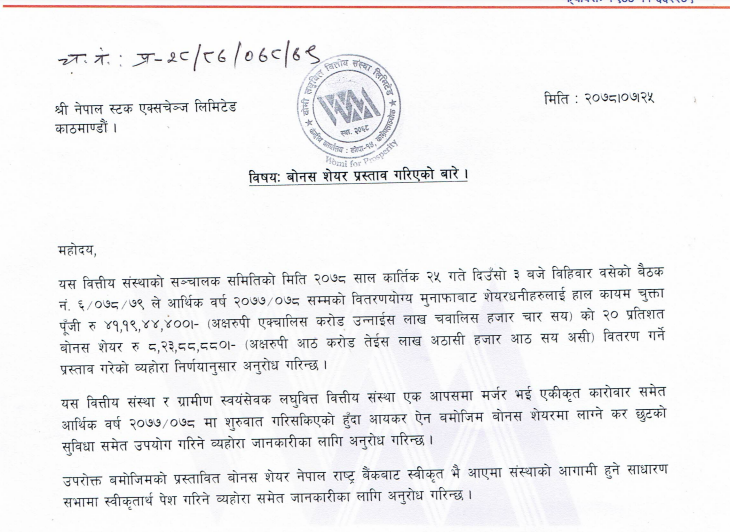 च. नं. : प्र-२८/८६/०७८/७९
श्री नेपाल स्टक एक्सचेञ्ज लिमिटेड
मिति : २०७८।०७।२५
काठमाण्डौं ।
Wbmi for Prosperity
विषयः बोनस शेयर प्रस्ताव गरिएको बारे ।
महोदय,
यस वित्तीय संस्थाको सञ्चालक समितिको मिति २०७८ साल कार्तिक २५ गते दिउँसो ३ बजे विहिवार वसेको बैठक
नं. ६/०७८/७९ ले आर्थिक वर्ष २०७७/०७८ सम्मको वितरणयोग्य मुनाफाबाट शेयरधनीहरुलाई हाल कायम चुक्ता
पूँजी रु ४१,१९,४४,४००।- (अक्षरुपी एक्चालिस करोड उन्नाईस लाख चवालिस हजार चार सय) को २० प्रतिशत
बोनस शेयर रु ८,२३,८८,८८०।- (अक्षरुपी आठ करोड तेईस लाख अठासी हजार आठ सय असी) वितरण गर्ने
प्रस्ताव गरेको व्यहोरा निर्णयानुसार अनुरोध गरिन्छ ।
यस वित्तीय संस्था र ग्रामीण स्वयंसेवक लघुवित्त वित्तीय संस्था एक आपसमा मर्जर भई एकीकृत कारोवार समेत
आर्थिक वर्ष २०७७/०७८ मा शुरुवात गरिसकिएको हुँदा आयकर ऐन बमोजिम बोनस शेयरमा लाग्ने कर छुटको
सुविधा समेत उपयोग गरिने व्यहोरा जानकारीका लागि अनुरोध गरिन्छ ।
उपरोक्त बमोजिमको प्रस्तावित बोनस शेयर नेपाल राष्ट्र बैंकबाट स्वीकृत भै आएमा संस्थाको आगामी हुने साधारण
सभामा स्वीकृतार्थ पेश गरिने व्यहोरा समेत जानकारीका लागि अनुरोध गरिन्छ ।